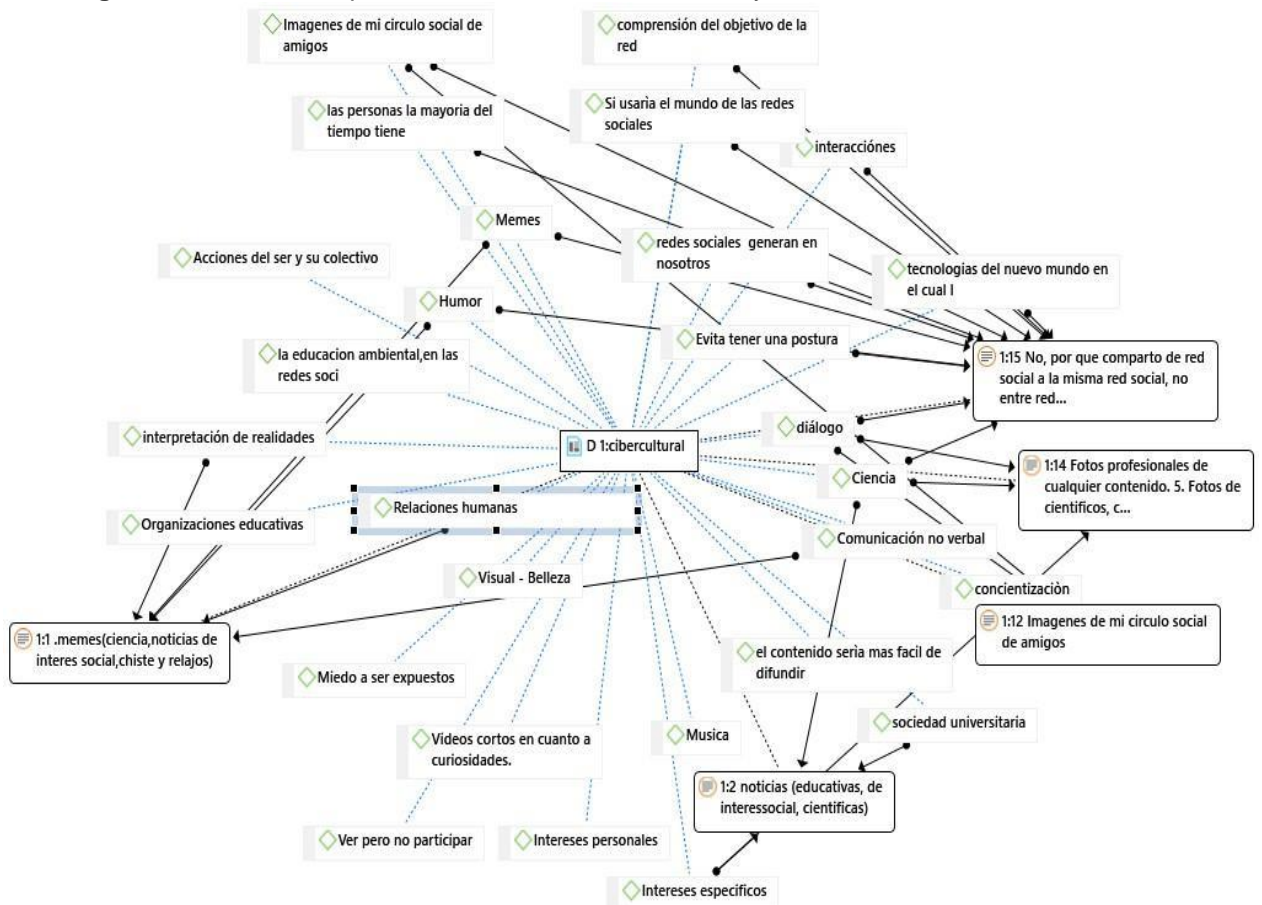 Imagenes de mi circulo social de
amigos
comprensión del objetivo de la
red
las personas la mayoria del
tiempo tiene
Si usarìa el mundo de las redes
sociales
interacciónes
Memes
redes sociales generan en
nosotros
Acciones del ser y su colectivo
tecnologias del nuevo mundo en
el cual l
Humor
Evita tener una postura
la educacion ambiental,en las
redes soci
1:15 No, por que comparto de red
social a la misma red social, no
entre red...
interpretación de realidades
diálogo
D 1:cibercultural
1:14 Fotos profesionales de
cualquier contenido. 5. Fotos de
científicos, c...
Ciencia
Relaciones humanas
Organizaciones educativas
Comunicación no verbal
Visual - Belleza
concientizaciòn
1:1 .memes(ciencia,noticias de
interes social,chiste y relajos)
1:12 Imagenes de mi circulo social
de amigos
el contenido serìa mas facil de
difundir
Miedo a ser expuestos
sociedad universitaria
Videos cortos en cuanto a
curiosidades.
Musica
1:2 noticias (educativas, de
interessocial, científicas)
Ver pero no participar
Intereses personales
Intereses especificos